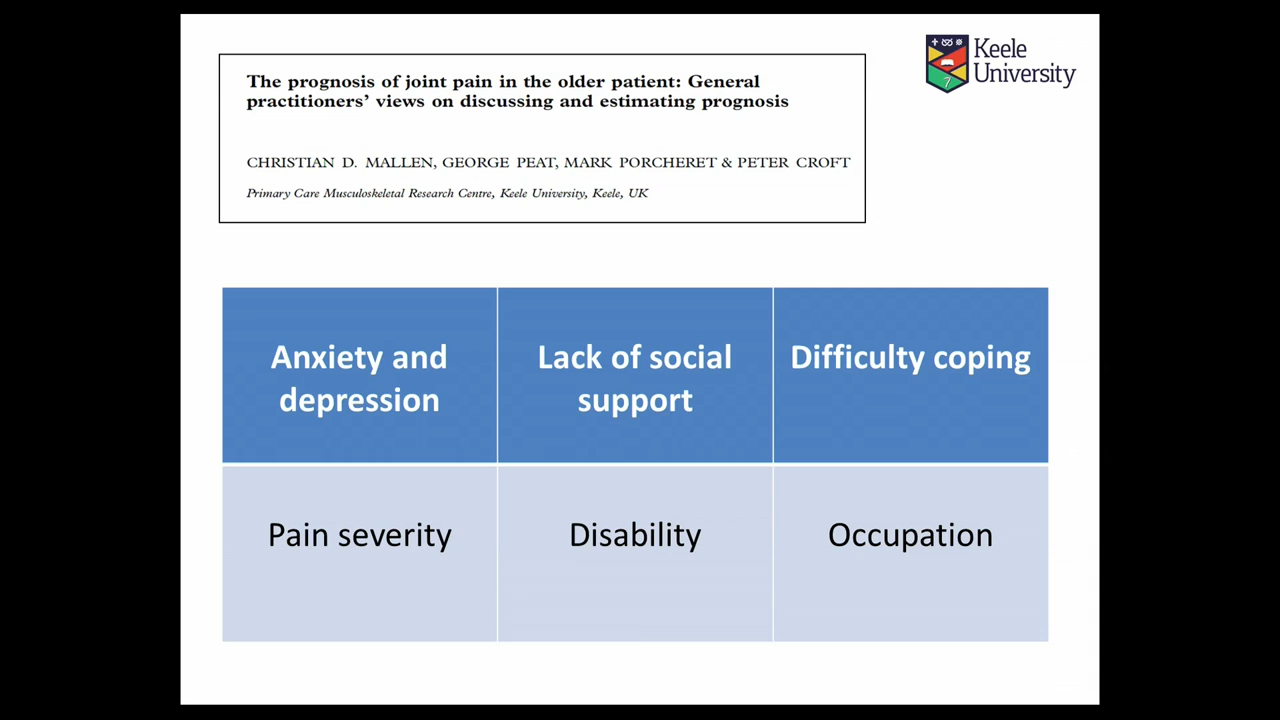 The prognosis of joint pain in the older patient: General
practitioners' views on discussing and estimating prognosis
CHRISTIAN D. MALLEN, GEORGE PEAT, MARK PORCHERET & PETER CROFT
Primary Care Musculoskeletal Research Centre, Keele University, Keele, UK
Keele
University
Anxiety and
depression
Lack of social
support
Difficulty coping
Pain severity
Disability
Occupation